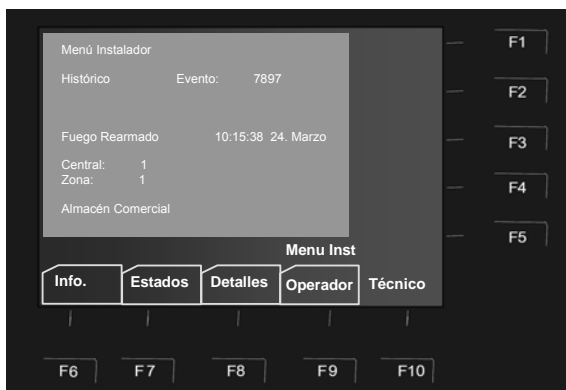 Menú Instalador
Histórico Evento: 7897
Fuego Rearmado 10:15:38 24. Marzo
Central: 1
Zona: 1
Almacén Comercial
Menu Inst
Info. Estados Detalles Operador Técnico
F1
F2
F3
F4
F5
F6 F7 F8 F9 F10